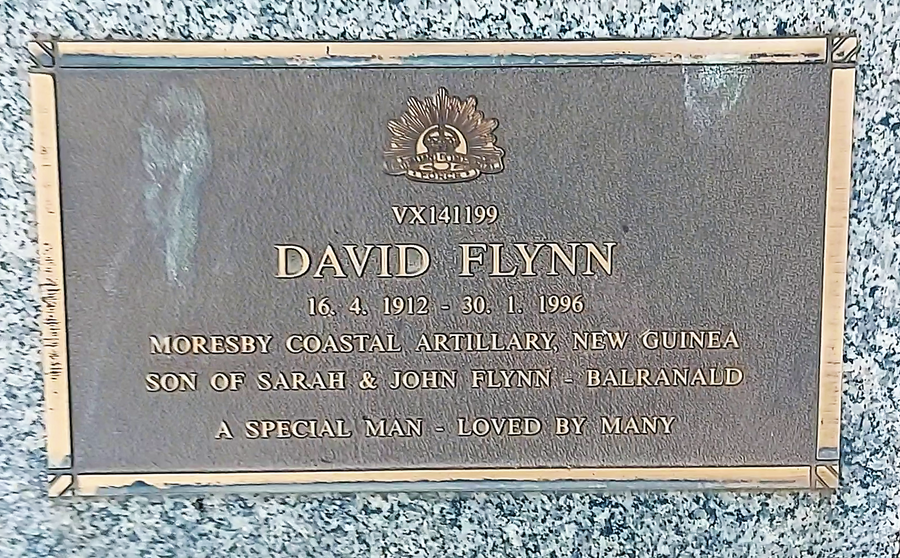 FORCE
VX141199
DAVID FLYNN
16. 4. 1912 - 30. 1. 1996
MORESBY COASTAL ARTILLARY, NEW GUINEA
SON OF SARAH & JOHN FLYNN - BALRANALD
A SPECIAL MAN - LOVED BY MANY